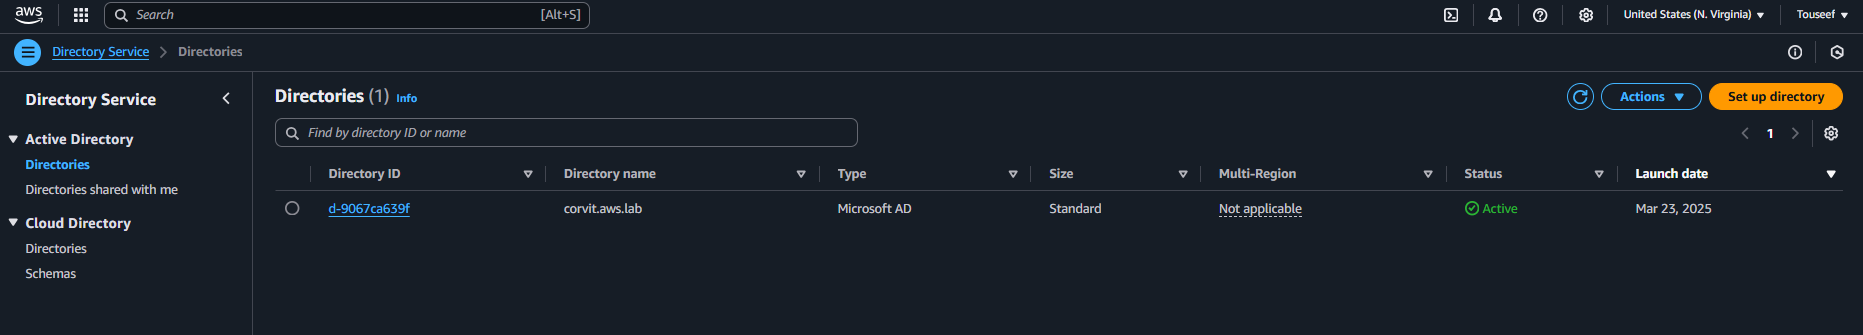 aws
Search [Alt+S]
United States (N. Virginia)
Touseef
Directory Service
Directories
Directory Service
Active Directory
Directories
Directories shared with me
Cloud Directory
Directories
Schemas
Directories (1) Info
Actions
Set up directory
Find by directory ID or name
1
Directory ID Directory name Type Size Multi-Region Status Launch date
d-9067ca639f corvit.aws.lab Microsoft AD Standard Not applicable Active Mar 23, 2025